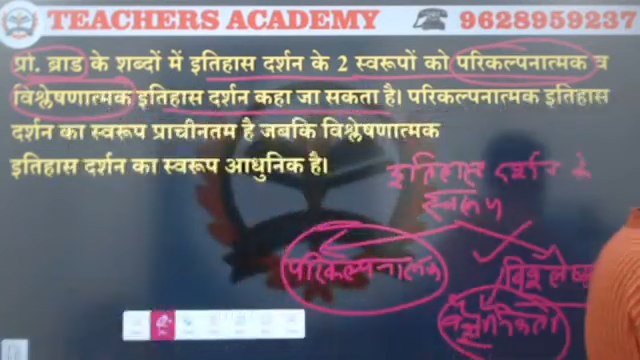 TEACHERS ACADEMY 9628959237
प्रो. ब्राड के शब्दों में इतिहास दर्शन के 2 स्वरूपों को परिकल्पनात्मक व
विश्लेषणात्मक इतिहास दर्शन कहा जा सकता है। परिकल्पनात्मक इतिहास
दर्शन का स्वरूप प्राचीनतम है जबकि विश्लेषणात्मक
इतिहास दर्शन का स्वरूप आधुनिक है।
इतिहास दर्शन के
स्वरूप
परिकल्पनात्मक